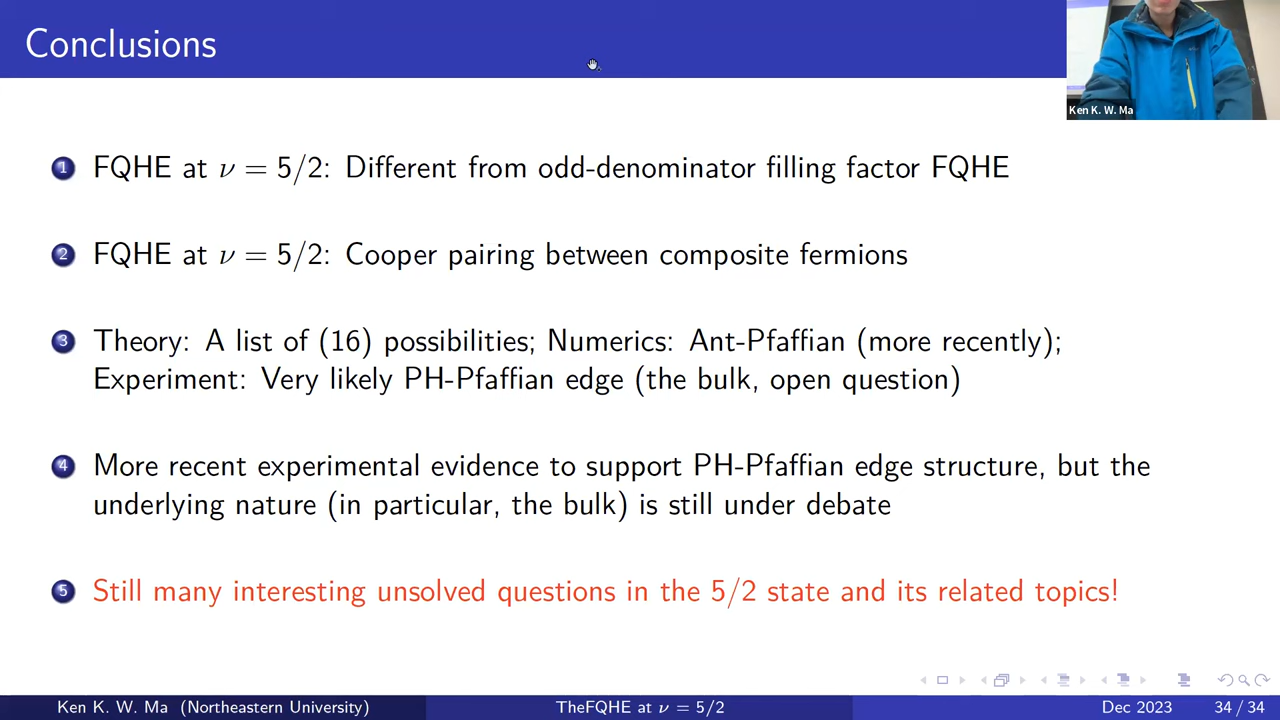 Conclusions
Ken K. W. Ma
1 FQHE at ν = 5/2: Different from odd-denominator filling factor FQHE
2 FQHE at ν = 5/2: Cooper pairing between composite fermions
3 Theory: A list of (16) possibilities; Numerics: Ant-Pfaffian (more recently);
Experiment: Very likely PH-Pfaffian edge (the bulk, open question)
4 More recent experimental evidence to support PH-Pfaffian edge structure, but the
underlying nature (in particular, the bulk) is still under debate
5 Still many interesting unsolved questions in the 5/2 state and its related topics!
Ken K. W. Ma (Northeastern University) TheFQHE at ν = 5/2 Dec 2023 34 / 34